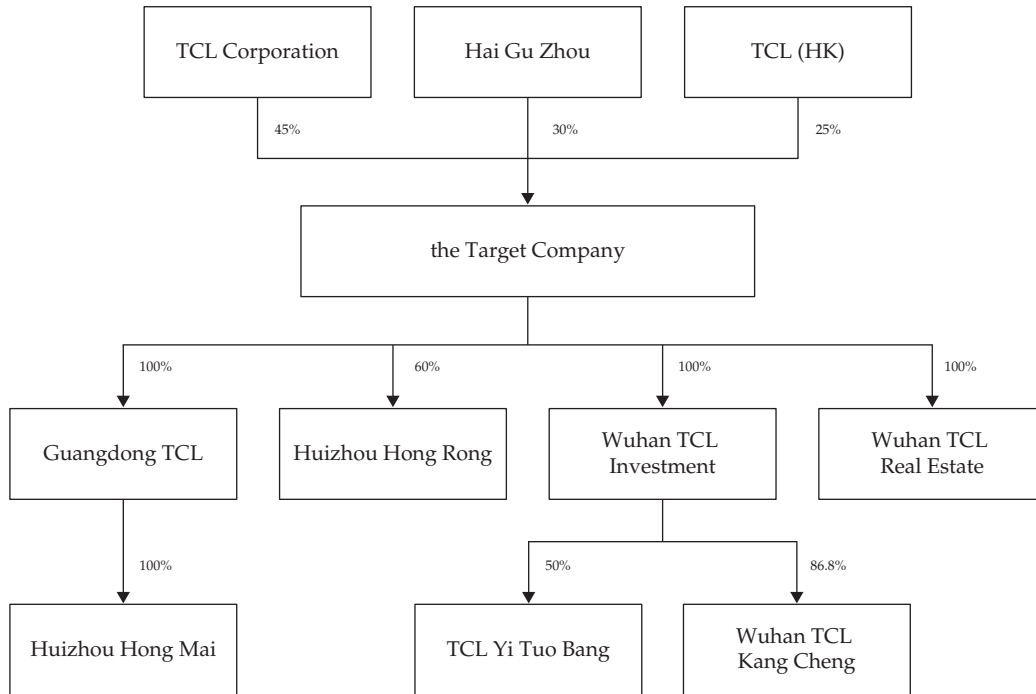 TCL Corporation
Hai Gu Zhou
TCL (HK)
45%
30%
25%
the Target Company
100%
60%
100%
100%
Guangdong TCL
Huizhou Hong Rong
Wuhan TCL
Investment
Wuhan TCL
Real Estate
100%
50%
86.8%
Huizhou Hong Mai
TCL Yi Tuo Bang
Wuhan TCL
Kang Cheng